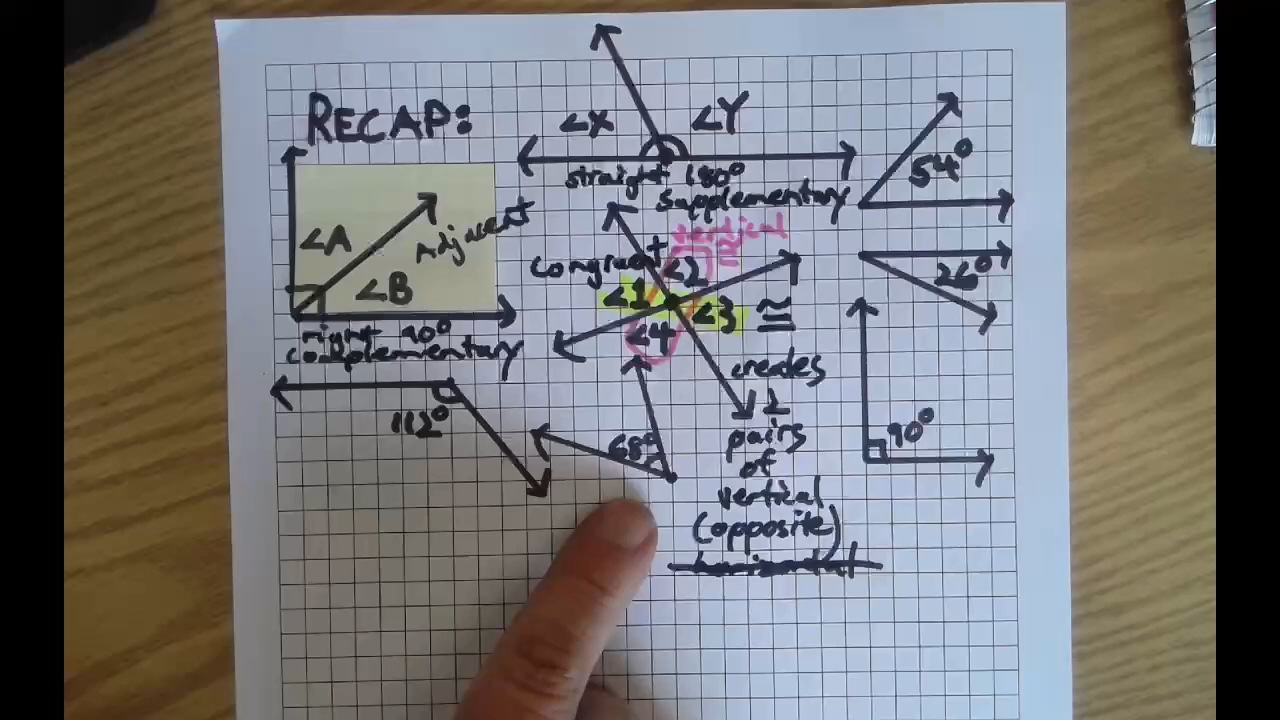 RECAP:
<X
<Y
straight 180°
supplementary
54°
<A
Adjacent
<B
right 90°
complementary
vertical
congruent
<2
<1
<3 ≅
<4
26°
creates
2
pairs
of
vertical
(opposite)
112°
68°
90°